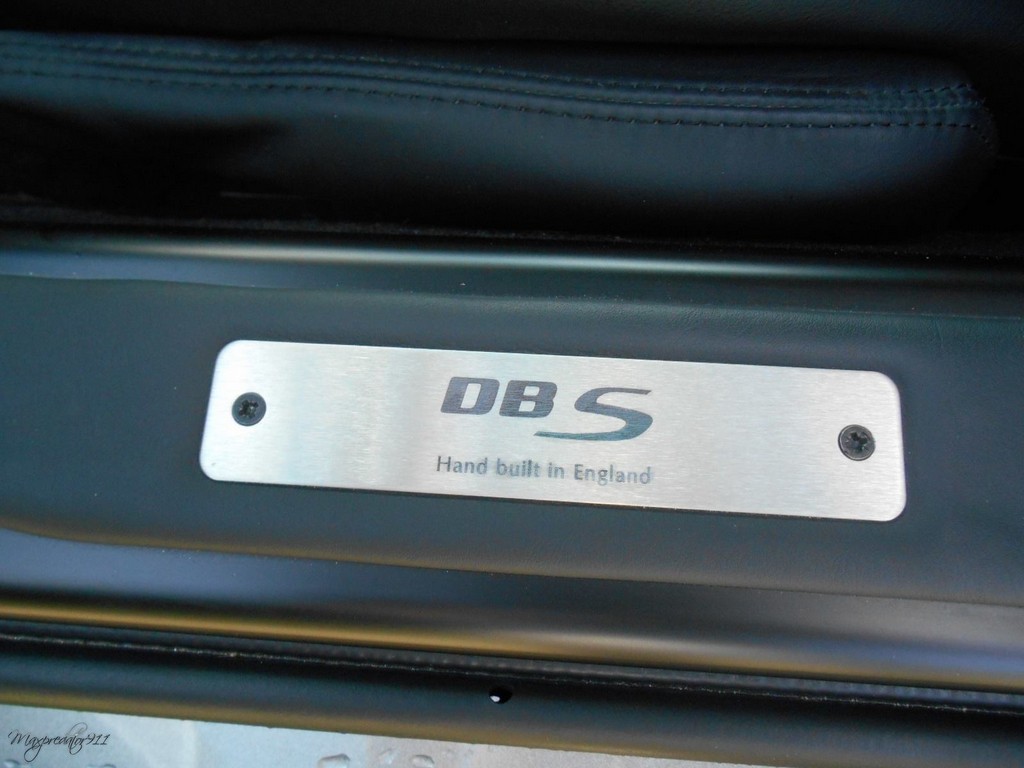 DBS
Hand built in England
Maxpredator911